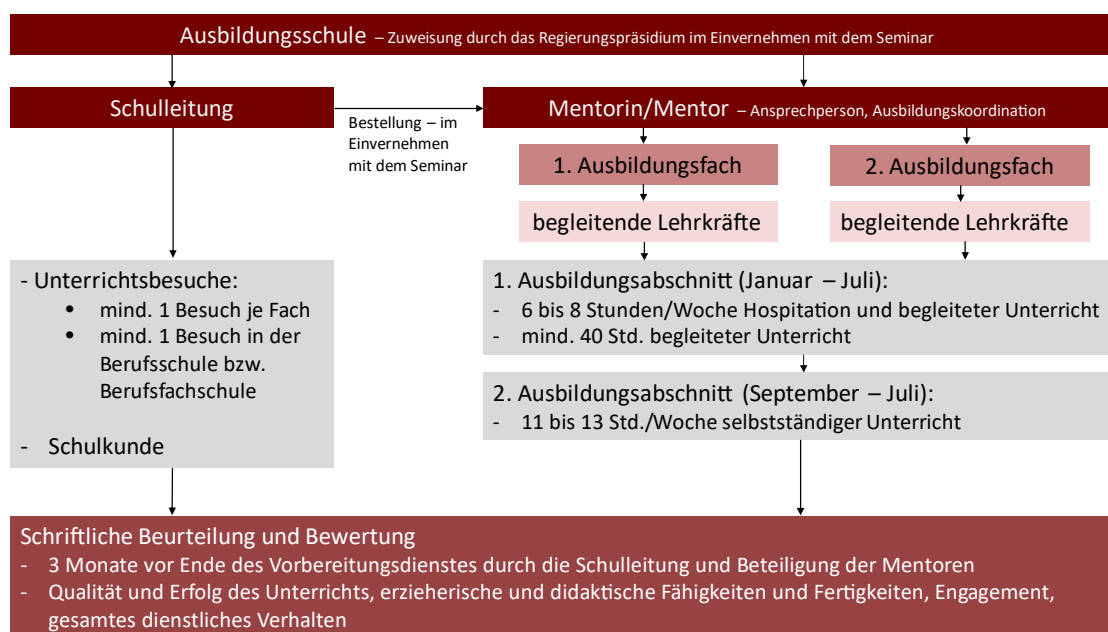 Ausbildungsschule – Zuweisung durch das Regierungspräsidium im Einvernehmen mit dem Seminar
Schulleitung
Bestellung – im
Einvernehmen
mit dem Seminar
Mentorin/Mentor – Ansprechperson, Ausbildungskoordination
1. Ausbildungsfach
2. Ausbildungsfach
begleitende Lehrkräfte
begleitende Lehrkräfte
- Unterrichtsbesuche:
• mind. 1 Besuch je Fach
• mind. 1 Besuch in der
Berufsschule bzw.
Berufsfachschule
- Schulkunde
1. Ausbildungsabschnitt (Januar – Juli):
- 6 bis 8 Stunden/Woche Hospitation und begleiteter Unterricht
- mind. 40 Std. begleiteter Unterricht
2. Ausbildungsabschnitt (September – Juli):
- 11 bis 13 Std./Woche selbstständiger Unterricht
Schriftliche Beurteilung und Bewertung
- 3 Monate vor Ende des Vorbereitungsdienstes durch die Schulleitung und Beteiligung der Mentoren
- Qualität und Erfolg des Unterrichts, erzieherische und didaktische Fähigkeiten und Fertigkeiten, Engagement,
gesamtes dienstliches Verhalten